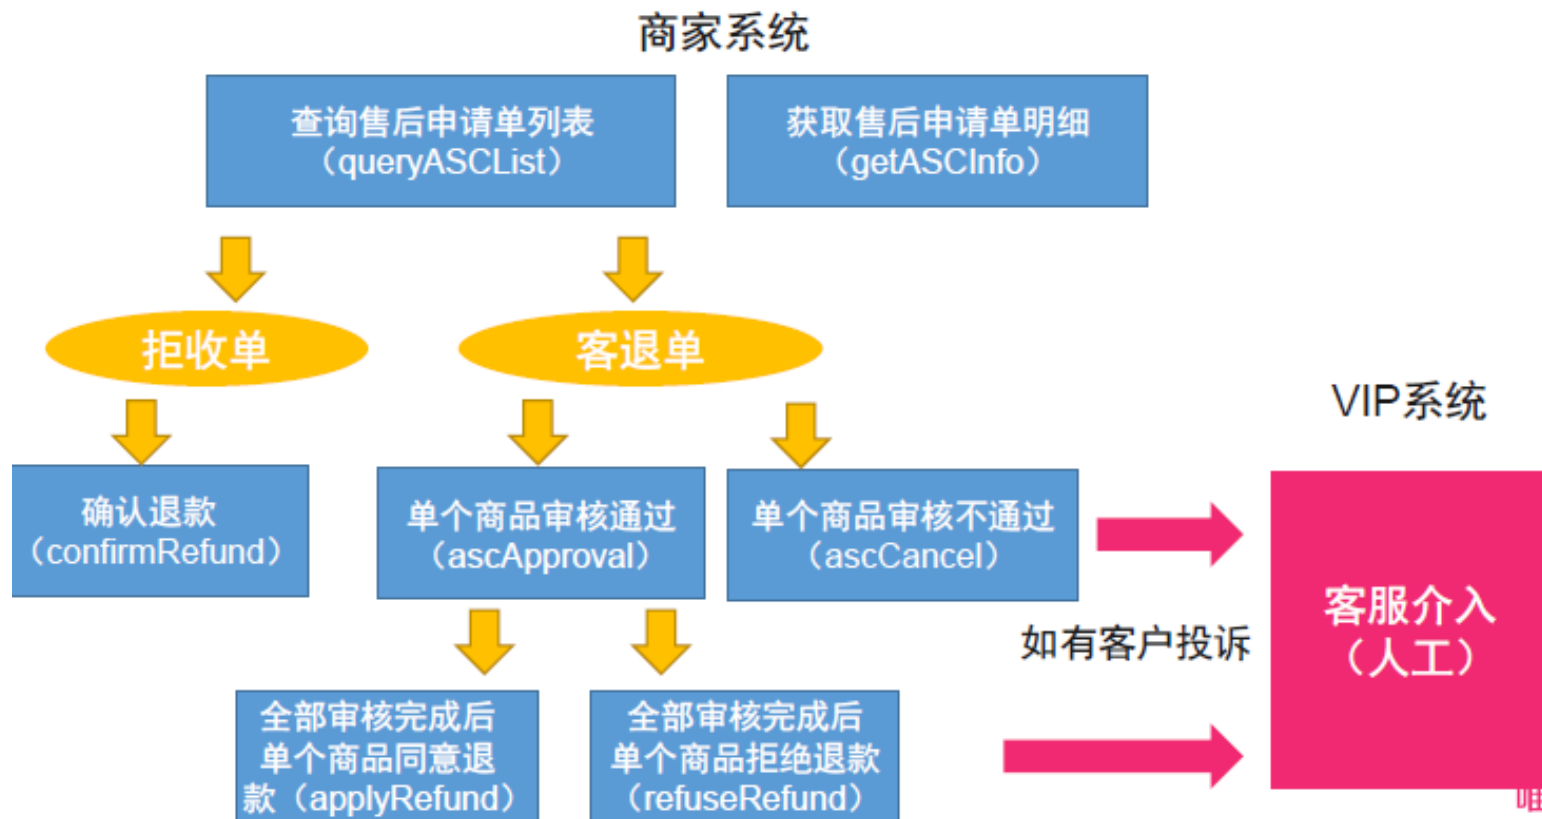 商家系统
查询售后申请单列表
（queryASCList）
获取售后申请单明细
（getASCInfo）
拒收单
客退单
VIP系统
确认退款
（confirmRefund）
单个商品审核通过
（ascApproval）
单个商品审核不通过
（ascCancel）
客服介入
（人工）
如有客户投诉
全部审核完成后
单个商品同意退
款（applyRefund）
全部审核完成后
单个商品拒绝退款
（refuseRefund）